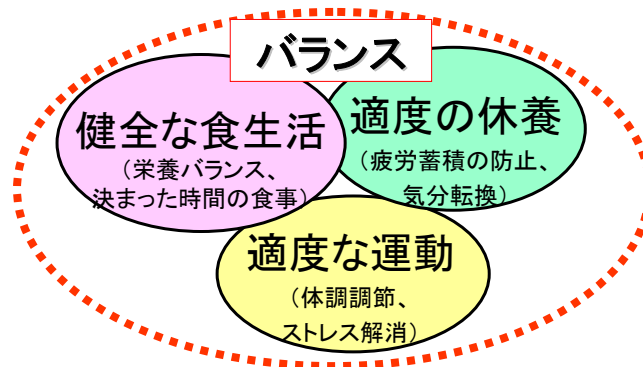 バランス
健全な食生活
（栄養バランス、
決まった時間の食事）
適度の休養
（疲労蓄積の防止、
気分転換）
適度な運動
（体調調節、
ストレス解消）